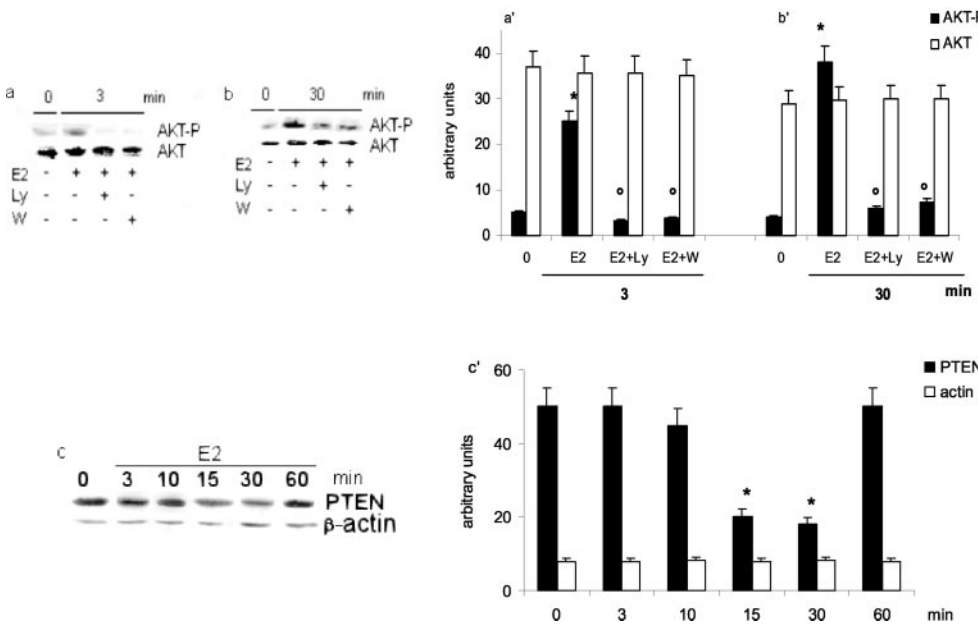 a
0 3 min
AKT-P
AKT
E2 - + + +
Ly - - + -
W - - - +
b
0 30 min
AKT-P
AKT
E2 - + + +
Ly - - + -
W - - - +
a'
arbitrary units
40
30
20
10
0
*
° °
0 E2 E2+Ly E2+W
3
b'
AKT
*
° °
0 E2 E2+Ly E2+W
30 min
c
E2
0 3 10 15 30 60 min
PTEN
β-actin
c'
PTEN
actin
arbitrary units
60
40
20
0
* *
0 3 10 15 30 60 min